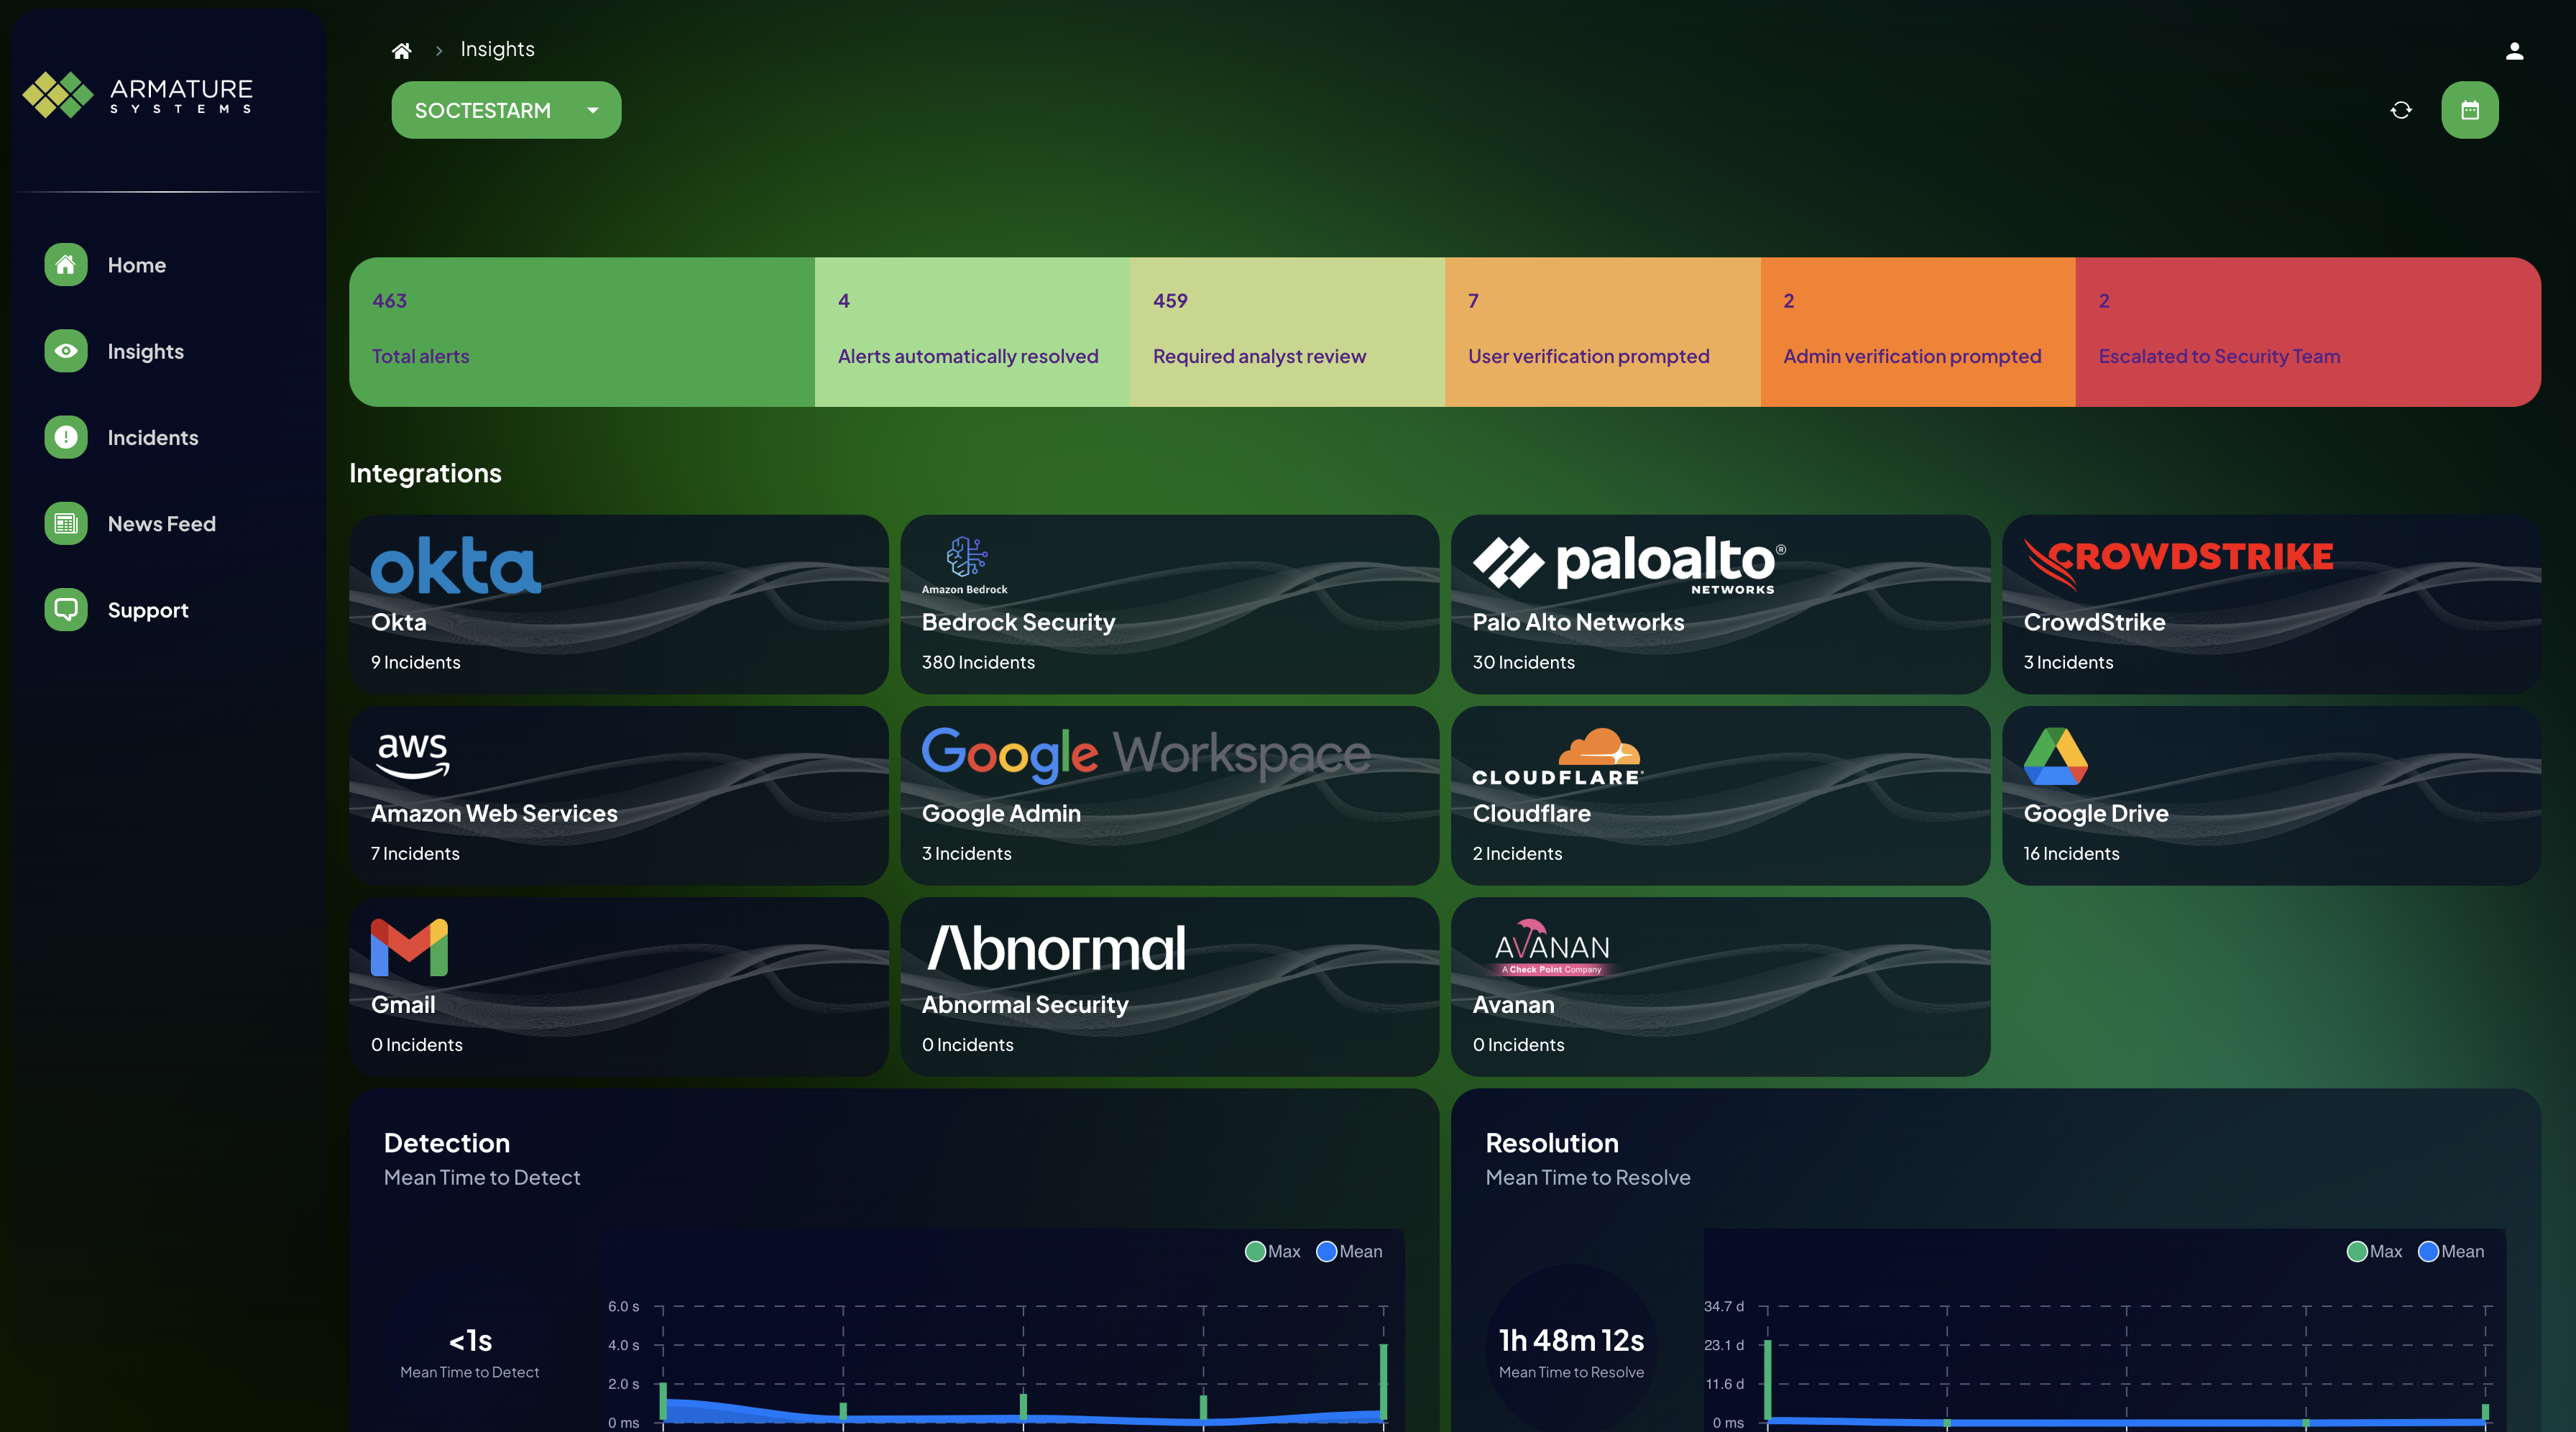 ARMATURE
SYSTEMS
Home
Insights
Incidents
News Feed
Support
Insights
SOCTESTARM
463
Total alerts
4
Alerts automatically resolved
459
Required analyst review
7
User verification prompted
2
Admin verification prompted
2
Escalated to Security Team
Integrations
okta
Okta
9 Incidents
Amazon Bedrock
Bedrock Security
380 Incidents
paloalto®
NETWORKS
Palo Alto Networks
30 Incidents
CROWDSTRIKE
CrowdStrike
3 Incidents
aws
Amazon Web Services
7 Incidents
Google Workspace
Google Admin
3 Incidents
CLOUDFLARE
Cloudflare
2 Incidents
Google Drive
16 Incidents
Gmail
0 Incidents
Abnormal
Abnormal Security
0 Incidents
AVANAN
A Check Point Company
Avanan
0 Incidents
Detection
Mean Time to Detect
Max Mean
<1s
Mean Time to Detect
6.0 s
4.0 s
2.0 s
0 ms
Resolution
Mean Time to Resolve
Max Mean
1h 48m 12s
Mean Time to Resolve
34.7 d
23.1 d
11.6 d
0 ms